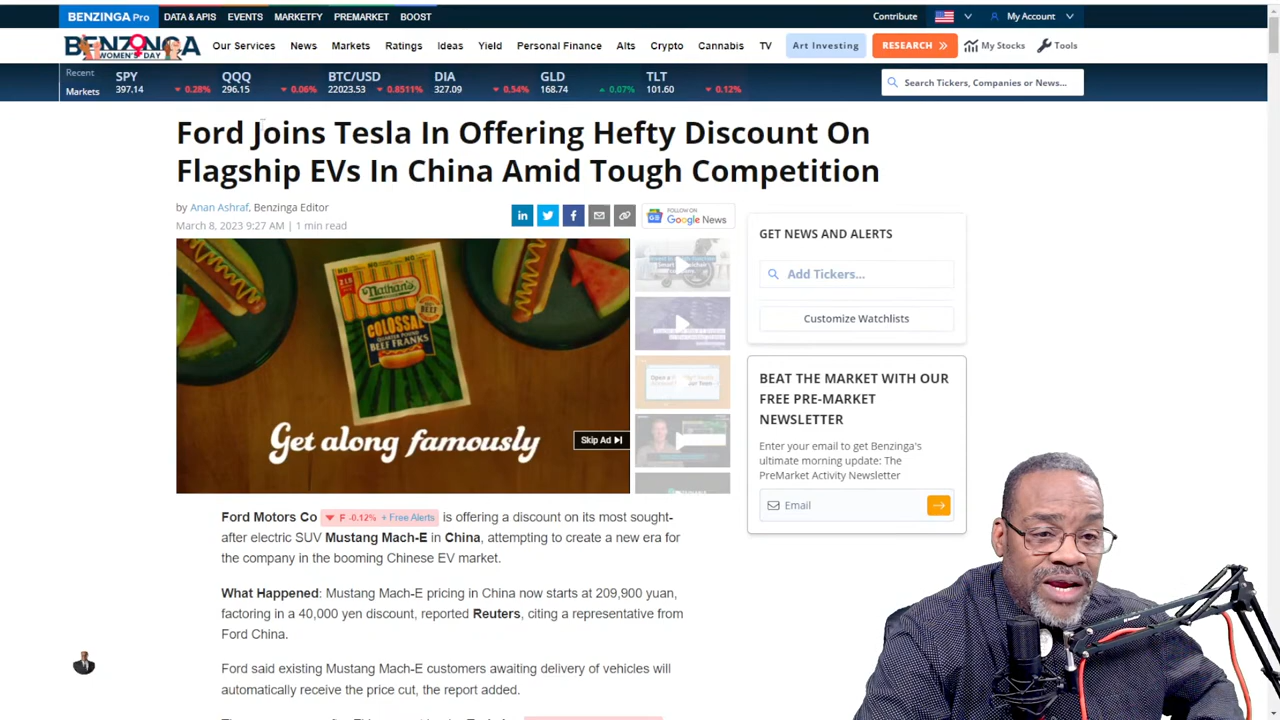 BENZINGA Pro DATA & APIS EVENTS MARKETFY PREMARKET BOOST Contribute My Account
BENZINGA Our Services News Markets Ratings Ideas Yield Personal Finance Alts Crypto Cannabis TV Art Investing RESEARCH My Stocks Tools
WOMEN'S DAY
Recent SPY QQQ BTC/USD DIA GLD TLT
Markets 397.14 0.28% 296.15 0.06% 22023.53 0.8511% 327.09 0.54% 168.74 0.07% 101.60 0.12% Search Tickers, Companies or News...
Ford Joins Tesla In Offering Hefty Discount On
Flagship EVs In China Amid Tough Competition
by Anan Ashraf, Benzinga Editor
March 8, 2023 9:27 AM | 1 min read
FOLLOW ON
Google News
Nathan's
COLOSSAL
QUARTER POUND
BEEF FRANKS
Get along famously
Skip Ad
GET NEWS AND ALERTS
Add Tickers...
Customize Watchlists
BEAT THE MARKET WITH OUR
FREE PRE-MARKET
NEWSLETTER
Enter your email to get Benzinga's
ultimate morning update: The
PreMarket Activity Newsletter
Email
Ford Motors Co F -0.12% + Free Alerts is offering a discount on its most sought-
after electric SUV Mustang Mach-E in China, attempting to create a new era for
the company in the booming Chinese EV market.
What Happened: Mustang Mach-E pricing in China now starts at 209,900 yuan,
factoring in a 40,000 yen discount, reported Reuters, citing a representative from
Ford China.
Ford said existing Mustang Mach-E customers awaiting delivery of vehicles will
automatically receive the price cut, the report added.